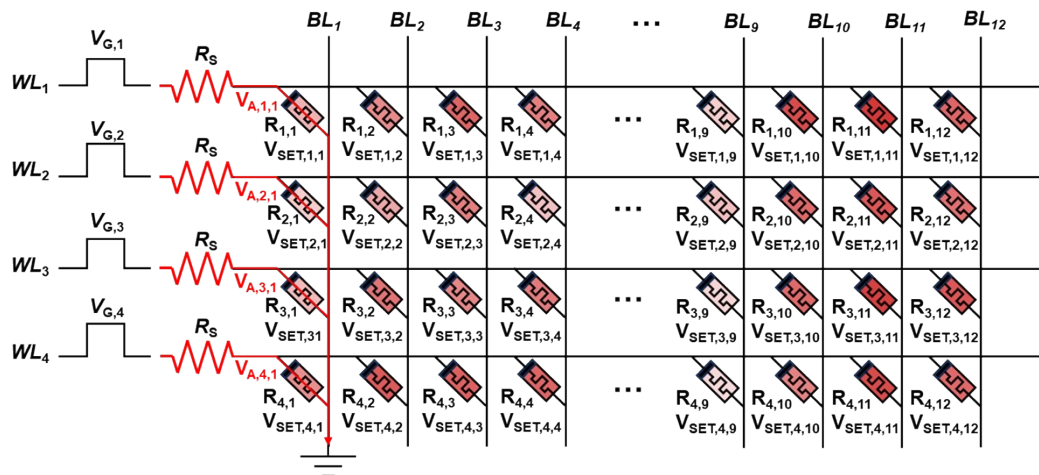 BL1 BL2 BL3 BL4 ... BL9 BL10 BL11 BL12
VG,1
RS
WL1
VA,1,1
R1,1 R1,2 R1,3 R1,4 ... R1,9 R1,10 R1,11 R1,12
VSET,1,1 VSET,1,2 VSET,1,3 VSET,1,4 VSET,1,9 VSET,1,10 VSET,1,11 VSET,1,12
VG,2
RS
WL2
VA,2,1
R2,1 R2,2 R2,3 R2,4 ... R2,9 R2,10 R2,11 R2,12
VSET,2,1 VSET,2,2 VSET,2,3 VSET,2,4 VSET,2,9 VSET,2,10 VSET,2,11 VSET,2,12
VG,3
RS
WL3
VA,3,1
R3,1 R3,2 R3,3 R3,4 ... R3,9 R3,10 R3,11 R3,12
VSET,31 VSET,3,2 VSET,3,3 VSET,3,4 VSET,3,9 VSET,3,10 VSET,3,11 VSET,3,12
VG,4
RS
WL4
VA,4,1
R4,1 R4,2 R4,3 R4,4 ... R4,9 R4,10 R4,11 R4,12
VSET,4,1 VSET,4,2 VSET,4,3 VSET,4,4 VSET,4,9 VSET,4,10 VSET,4,11 VSET,4,12